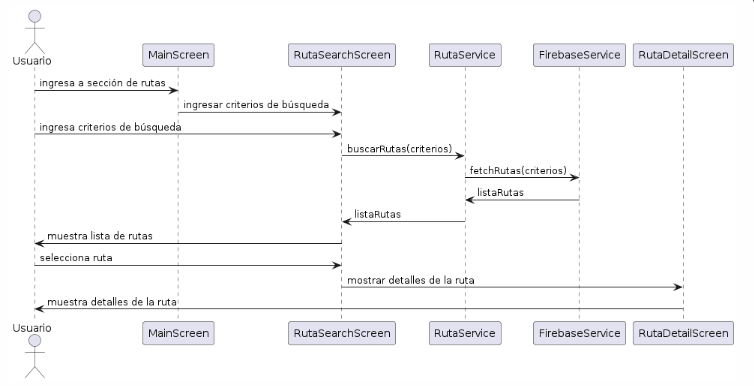 Usuario
MainScreen
RutaSearchScreen
RutaService
FirebaseService
RutaDetailScreen
ingresa a sección de rutas
ingresar criterios de búsqueda
ingresa criterios de búsqueda
buscarRutas(criterios)
fetchRutas(criterios)
listaRutas
listaRutas
muestra lista de rutas
selecciona ruta
mostrar detalles de la ruta
muestra detalles de la ruta
Usuario
MainScreen
RutaSearchScreen
RutaService
FirebaseService
RutaDetailScreen